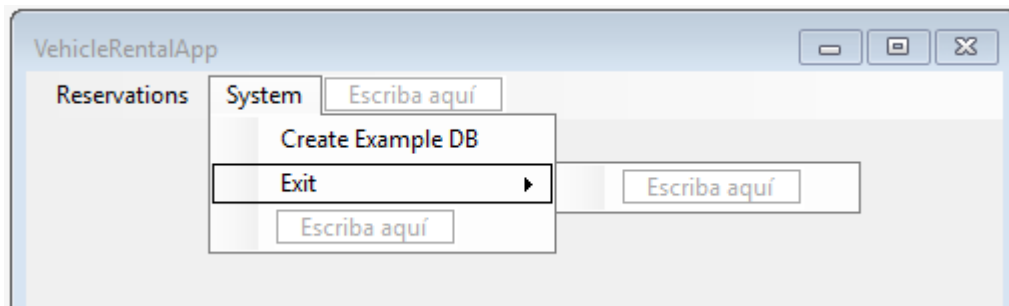 VehicleRentalApp
Reservations System Escriba aquí
Create Example DB
Exit Escriba aquí
Escriba aquí